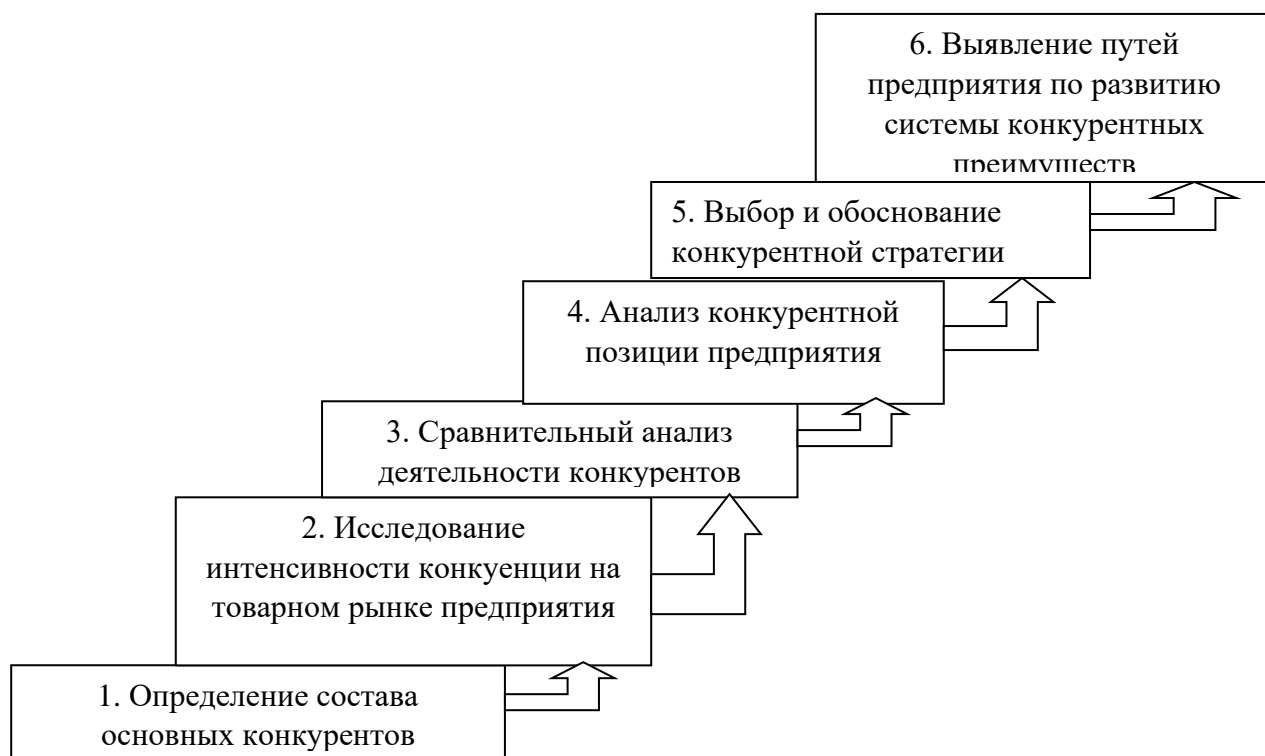 6. Выявление путей
предприятия по развитию
системы конкурентных
преимуществ
5. Выбор и обоснование
конкурентной стратегии
4. Анализ конкурентной
позиции предприятия
3. Сравнительный анализ
деятельности конкурентов
2. Исследование
интенсивности конкуенции на
товарном рынке предприятия
1. Определение состава
основных конкурентов